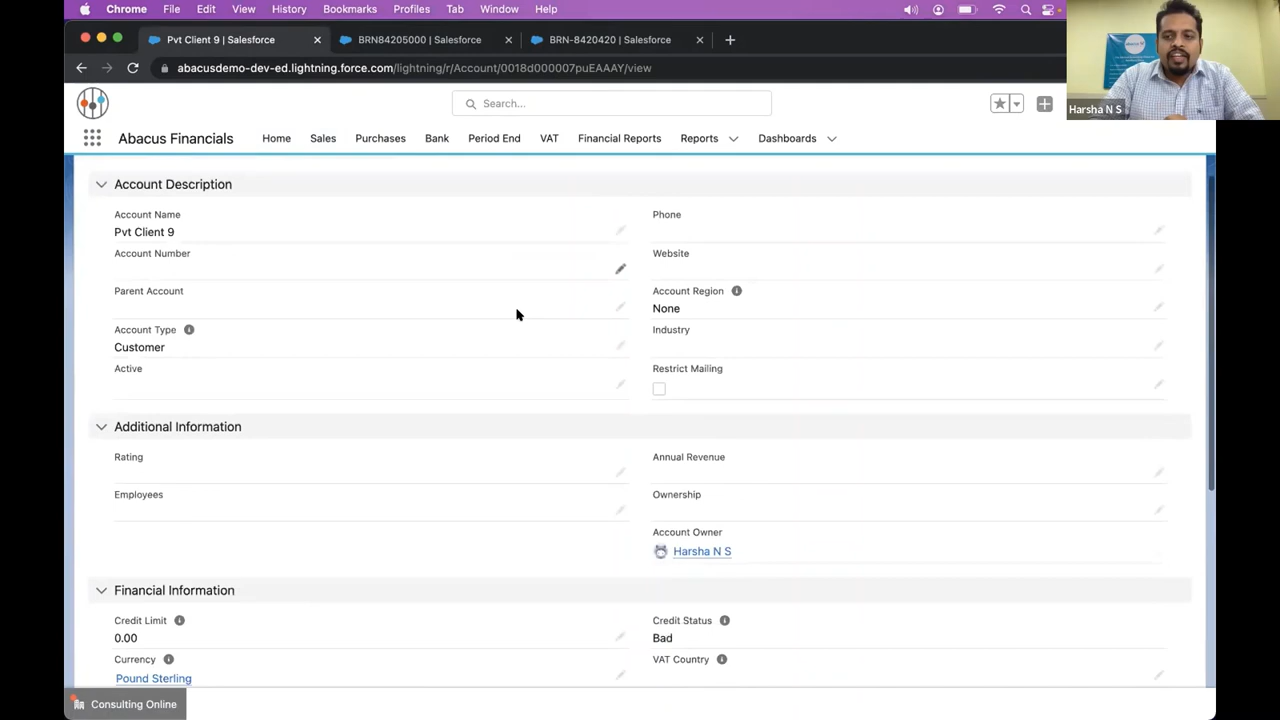 Chrome File Edit View History Bookmarks Profiles Tab Window Help
Pvt Client 9 | Salesforce BRN84205000 | Salesforce BRN-8420420 | Salesforce
abacusdemo-dev-ed.lightning.force.com/lightning/r/Account/0018d000007puEAAAY/view
abacus
Harsha N S
Search...
Abacus Financials Home Sales Purchases Bank Period End VAT Financial Reports Reports Dashboards
Account Description
Account Name Phone
Pvt Client 9
Account Number Website
Parent Account Account Region
None
Account Type Industry
Customer
Active Restrict Mailing
Additional Information
Rating Annual Revenue
Employees Ownership
Account Owner
Harsha N S
Financial Information
Credit Limit Credit Status
0.00 Bad
Currency VAT Country
Pound Sterling
Consulting Online